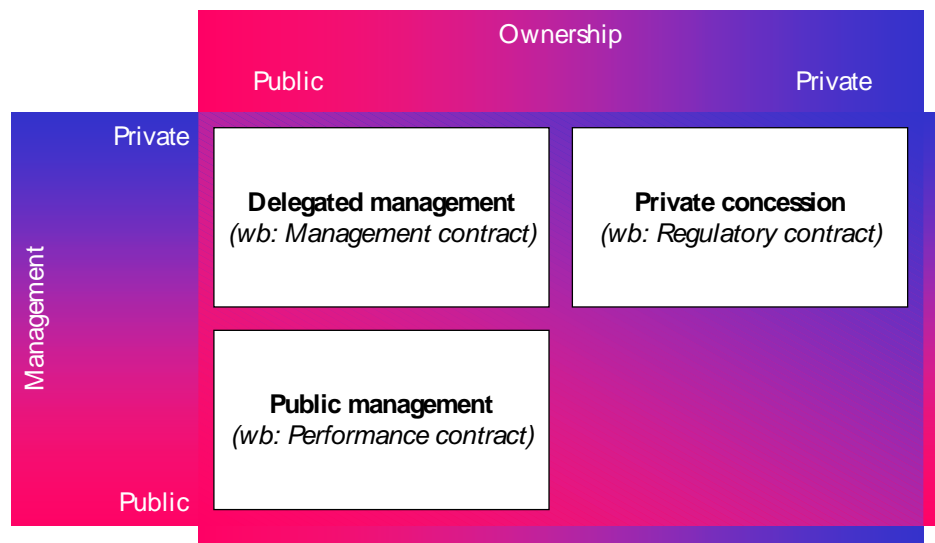 Ownership
Public
Private
Private
Delegated management
(wb: Management contract)
Private concession
(wb: Regulatory contract)
Management
Public management
(wb: Performance contract)
Public